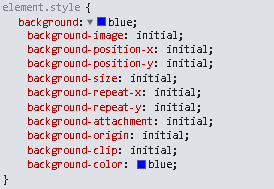 element.style {
background: blue;
background-image: initial;
background-position-x: initial;
background-position-y: initial;
background-size: initial;
background-repeat-x: initial;
background-repeat-y: initial;
background-attachment: initial;
background-origin: initial;
background-clip: initial;
background-color: blue;
}